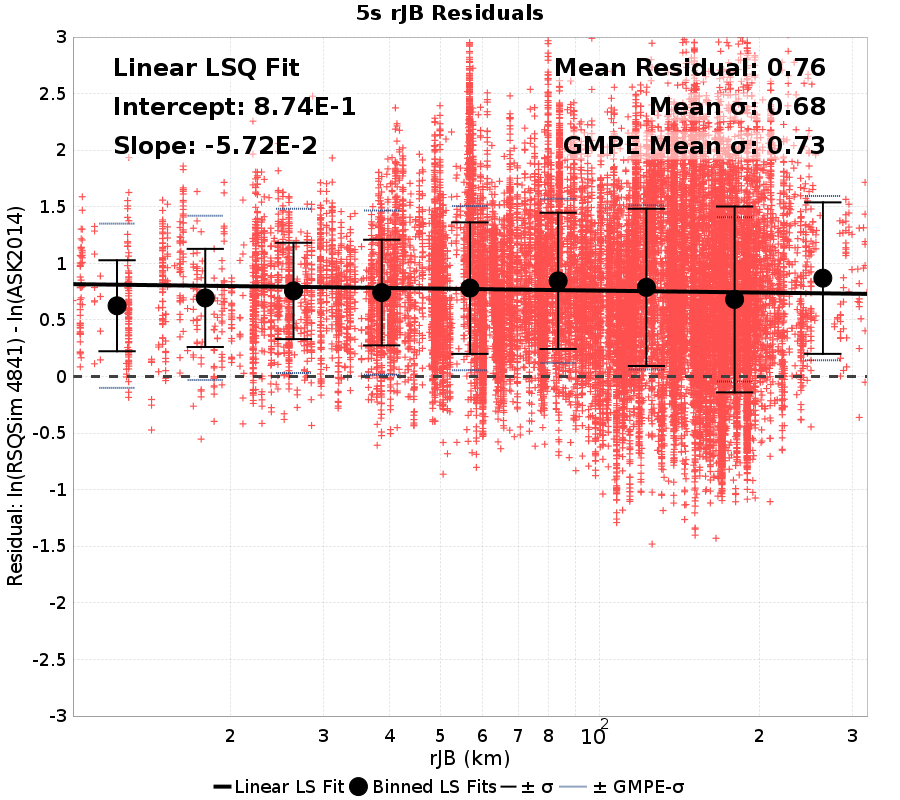 5s rJB Residuals
Linear LSQ Fit
Intercept: 8.74E-1
Slope: -5.72E-2
Mean Residual: 0.76
Mean σ: 0.68
GMPE Mean σ: 0.73
Residual: ln(RSQSim 4841) - ln(ASK2014)
3
2.5
2
1.5
1
0.5
0
-0.5
-1
-1.5
-2
-2.5
-3
2 3 4 5 6 7 8 10² 2 3
rJB (km)
Linear LS Fit Binned LS Fits ± σ ± GMPE-σ